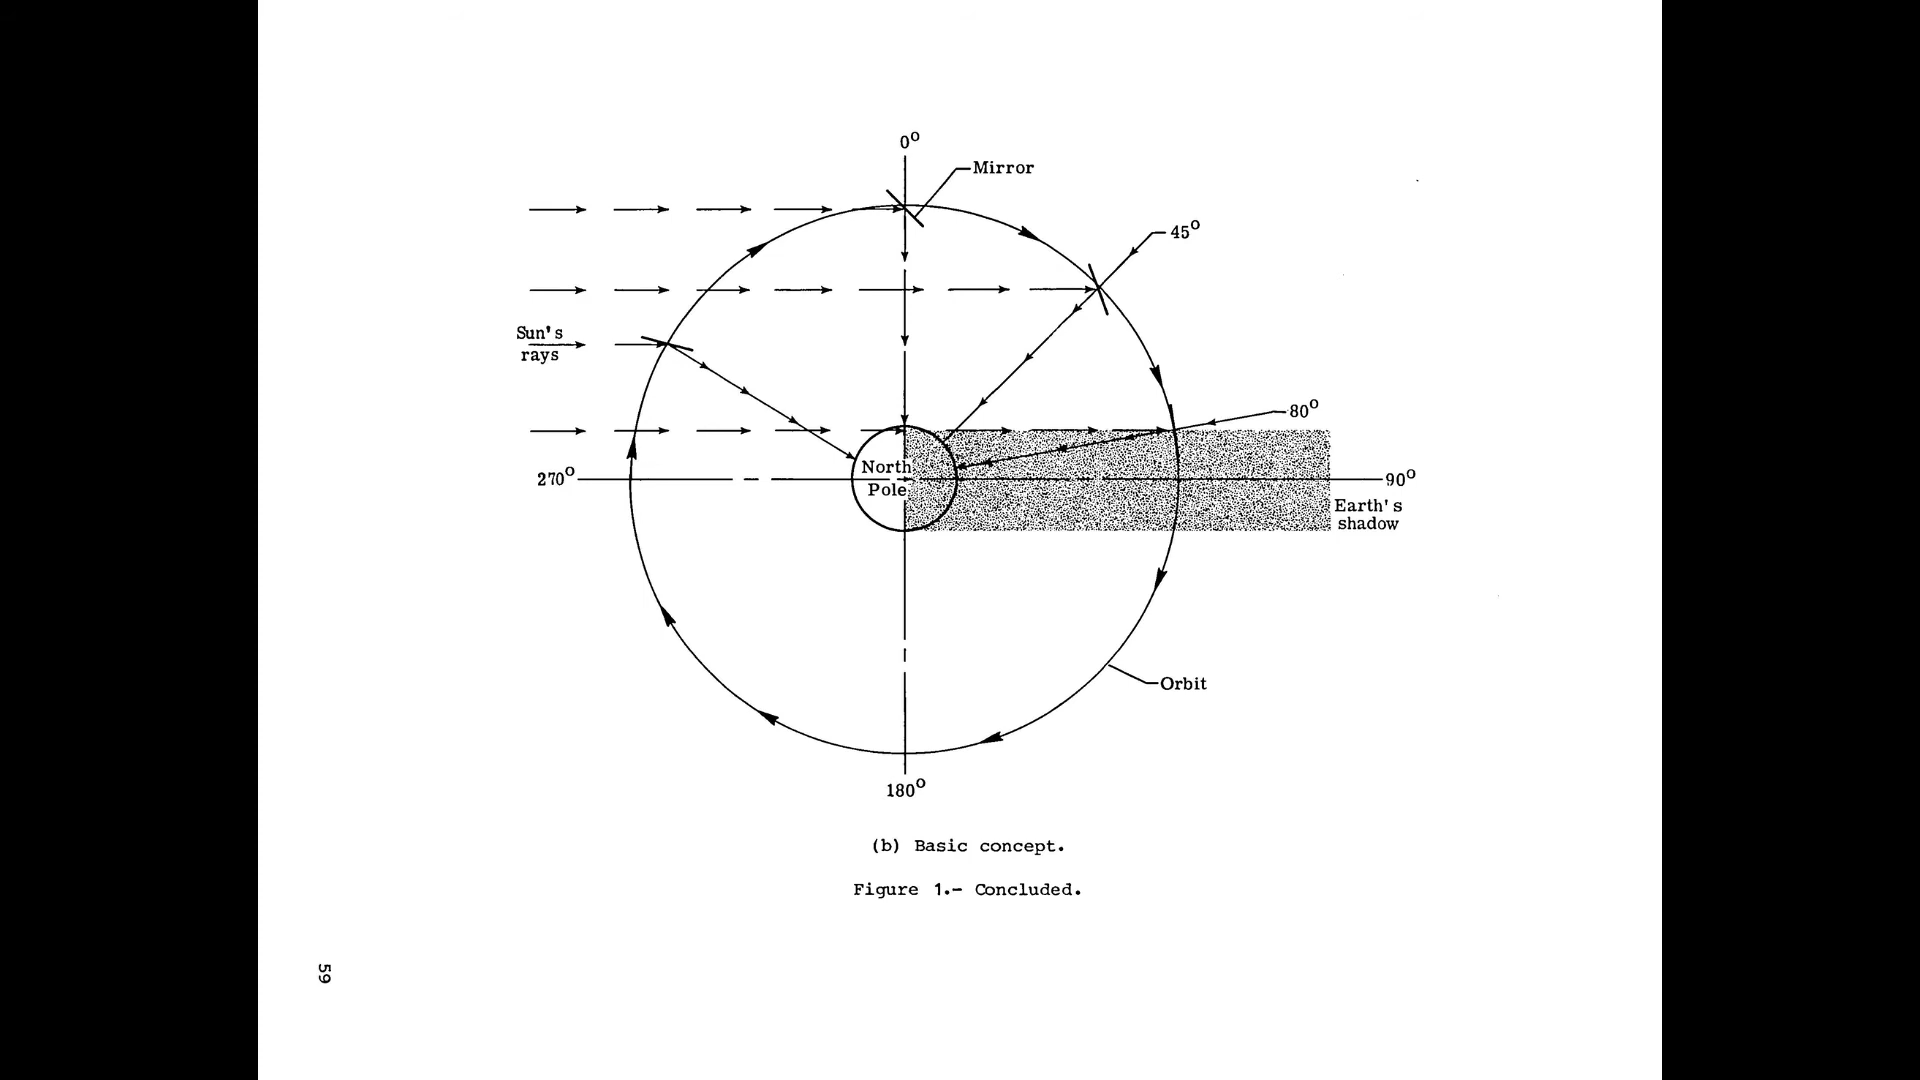 0°
Mirror
45°
Sun's
rays
80°
North
Pole
270°
90°
Earth's
shadow
Orbit
180°
(b) Basic concept.
Figure 1.- Concluded.
59